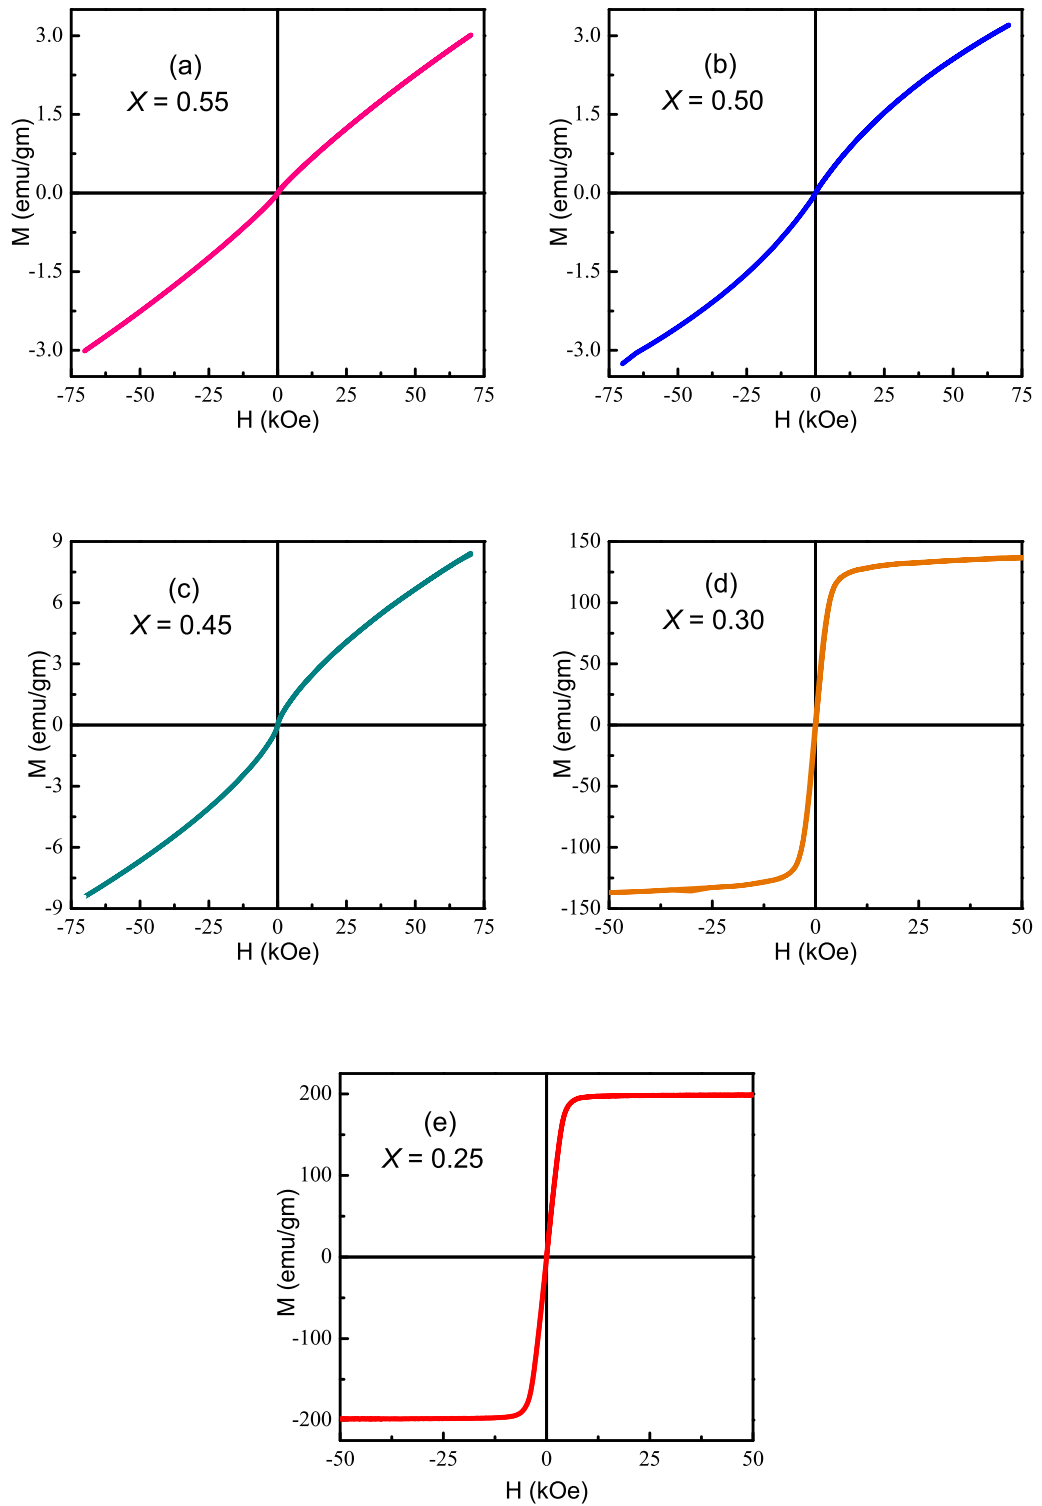 (a)
X = 0.55
M (emu/gm)
3.0
1.5
0.0
-1.5
-3.0
-75 -50 -25 0 25 50 75
H (kOe)
(b)
X = 0.50
M (emu/gm)
3.0
1.5
0.0
-1.5
-3.0
-75 -50 -25 0 25 50 75
H (kOe)
(c)
X = 0.45
M (emu/gm)
9
6
3
0
-3
-6
-9
-75 -50 -25 0 25 50 75
H (kOe)
(d)
X = 0.30
M (emu/gm)
150
100
50
0
-50
-100
-150
-50 -25 0 25 50
H (kOe)
(e)
X = 0.25
M (emu/gm)
200
100
0
-100
-200
-50 -25 0 25 50
H (kOe)